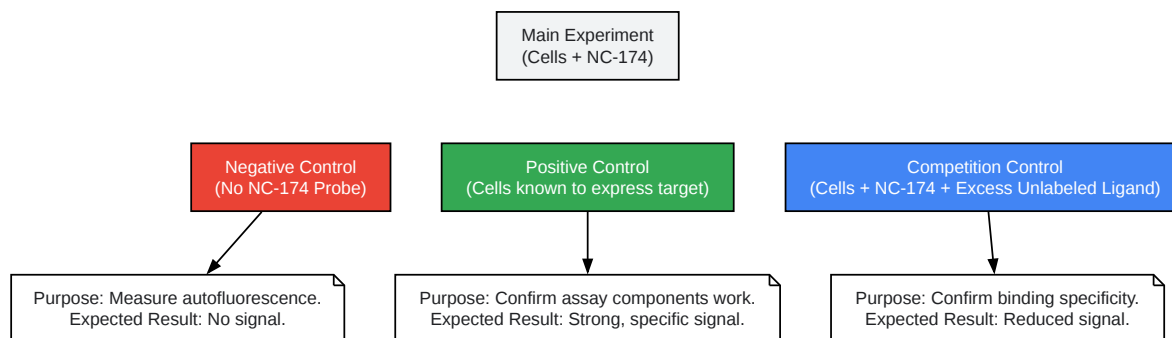 Main Experiment
(Cells + NC-174)
Negative Control
(No NC-174 Probe)
Positive Control
(Cells known to express target)
Competition Control
(Cells + NC-174 + Excess Unlabeled Ligand)
Purpose: Measure autofluorescence.
Expected Result: No signal.
Purpose: Confirm assay components work.
Expected Result: Strong, specific signal.
Purpose: Confirm binding specificity.
Expected Result: Reduced signal.